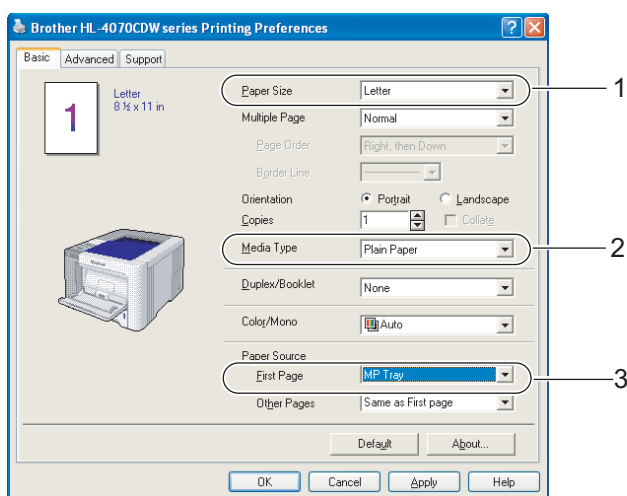 Brother HL-4070CDW series Printing Preferences
Basic Advanced Support
1
Letter
8 ½ x 11 in
Paper Size Letter 1
Multiple Page Normal
Page Order Right, then Down
Border Line
Orientation Portrait Landscape
Copies 1 Collate
Media Type Plain Paper 2
Duplex/Booklet None
Color/Mono Auto
Paper Source
First Page MP Tray 3
Other Pages Same as First page
Default About...
OK Cancel Apply Help